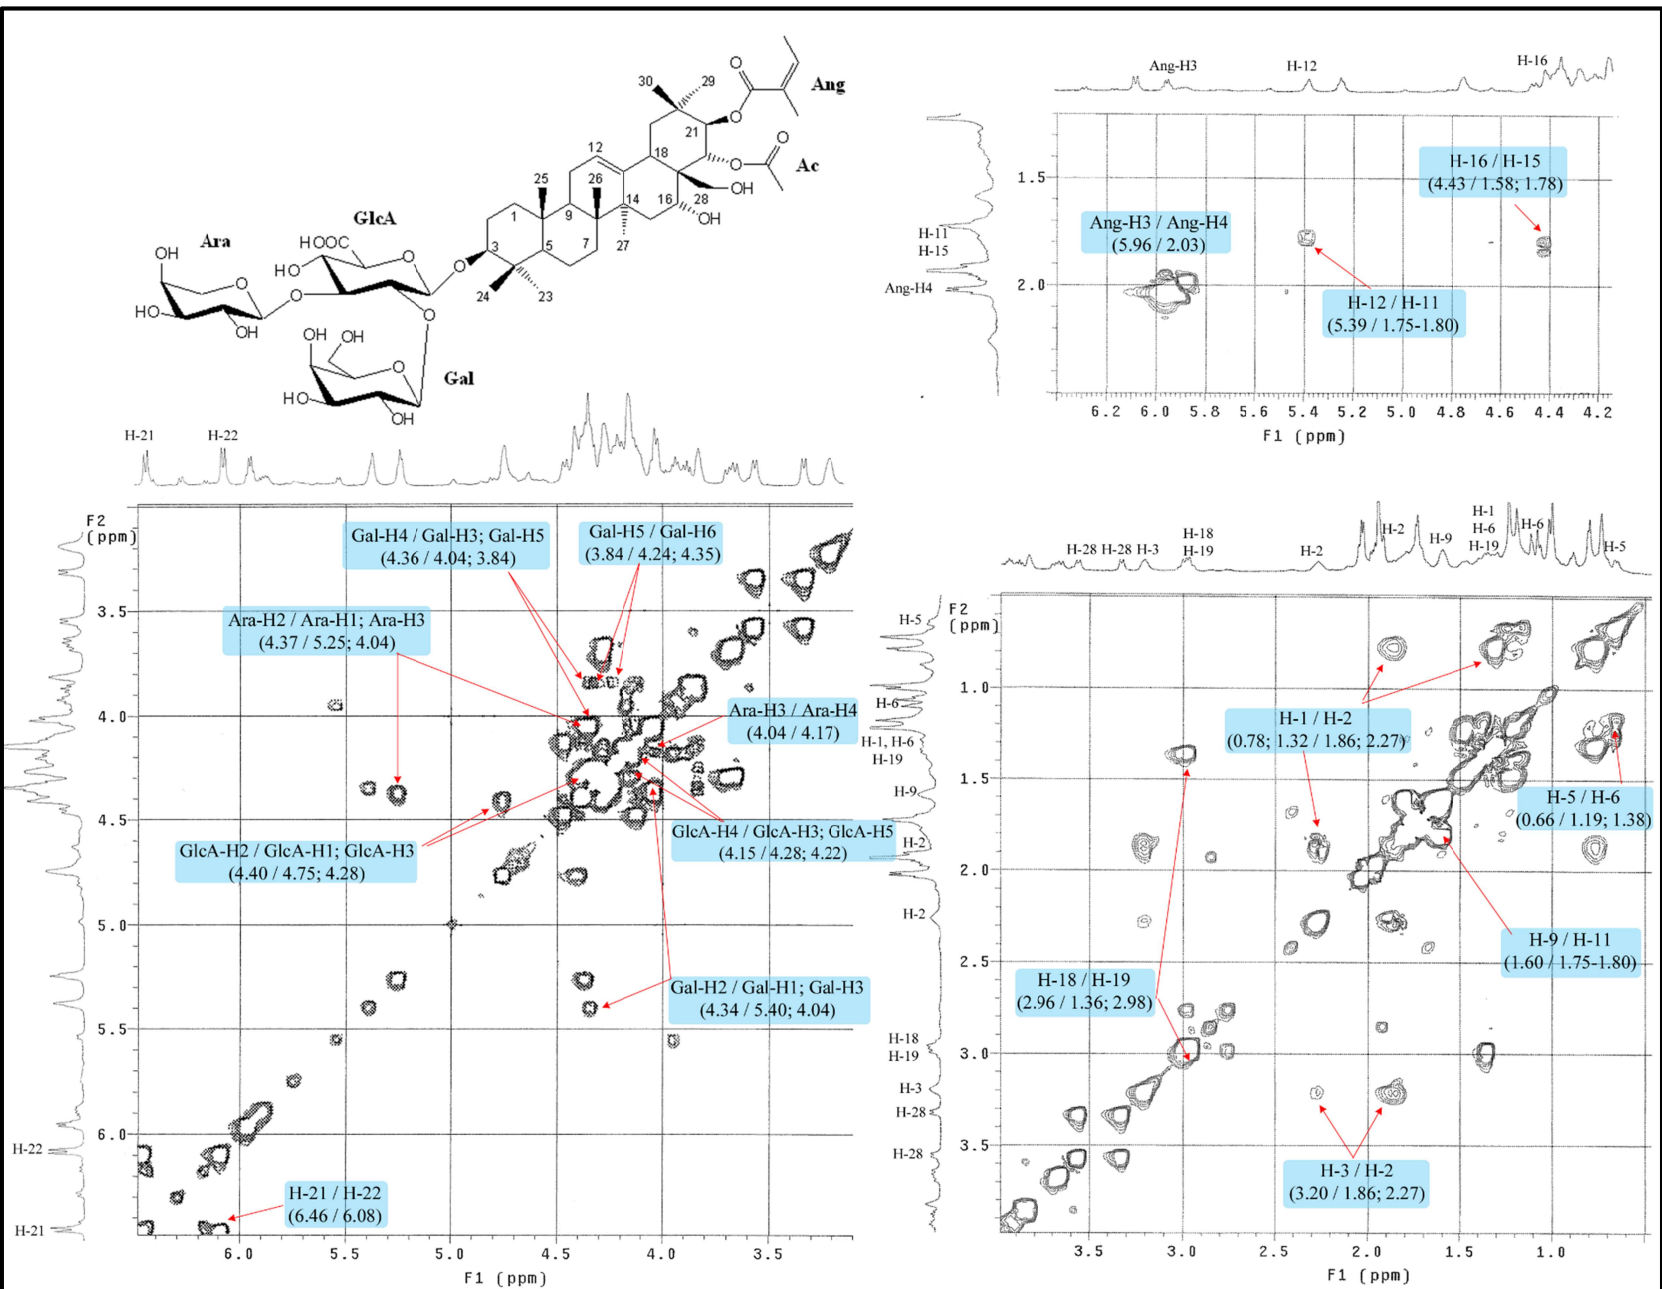 30
29
O
O
Ang
21
12
18
O
O
Ac
25
26
OH
28
14
16
OH
1
9
GlcA
HOOC
3
5
7
27
Ara
O
O
OH
HO
24
23
O
O
HO
O
HO
OH
OH
OH
O
Gal
HO
OH
Ang-H3
H-12
H-16
H-11
H-15
Ang-H4
1.5
2.0
H-16 / H-15
(4.43 / 1.58; 1.78)
Ang-H3 / Ang-H4
(5.96 / 2.03)
H-12 / H-11
(5.39 / 1.75-1.80)
6.2 6.0 5.8 5.6 5.4 5.2 5.0 4.8 4.6 4.4 4.2
F1 (ppm)
H-21
H-22
F2
(ppm)
Gal-H4 / Gal-H3; Gal-H5
(4.36 / 4.04; 3.84)
Gal-H5 / Gal-H6
(3.84 / 4.24; 4.35)
3.5
Ara-H2 / Ara-H1; Ara-H3
(4.37 / 5.25; 4.04)
4.0
Ara-H3 / Ara-H4
(4.04 / 4.17)
4.5
GlcA-H4 / GlcA-H3; GlcA-H5
(4.15 / 4.28; 4.22)
GlcA-H2 / GlcA-H1; GlcA-H3
(4.40 / 4.75; 4.28)
5.0
Gal-H2 / Gal-H1; Gal-H3
(4.34 / 5.40; 4.04)
5.5
6.0
H-22
H-21 / H-22
(6.46 / 6.08)
H-21
6.0 5.5 5.0 4.5 4.0 3.5
F1 (ppm)
H-28 H-28 H-3
H-18
H-19
H-2
H-2
H-9
H-1
H-6
H-19
H-6
H-5
F2
(ppm)
H-5
1.0
H-6
H-1 / H-2
(0.78; 1.32 / 1.86; 2.27)
H-1, H-6
H-19
1.5
H-9
H-5 / H-6
(0.66 / 1.19; 1.38)
H-2
2.0
H-2
2.5
H-9 / H-11
(1.60 / 1.75-1.80)
H-18 / H-19
(2.96 / 1.36; 2.98)
H-18
H-19
3.0
H-3
H-28
3.5
H-28
H-3 / H-2
(3.20 / 1.86; 2.27)
3.5 3.0 2.5 2.0 1.5 1.0
F1 (ppm)